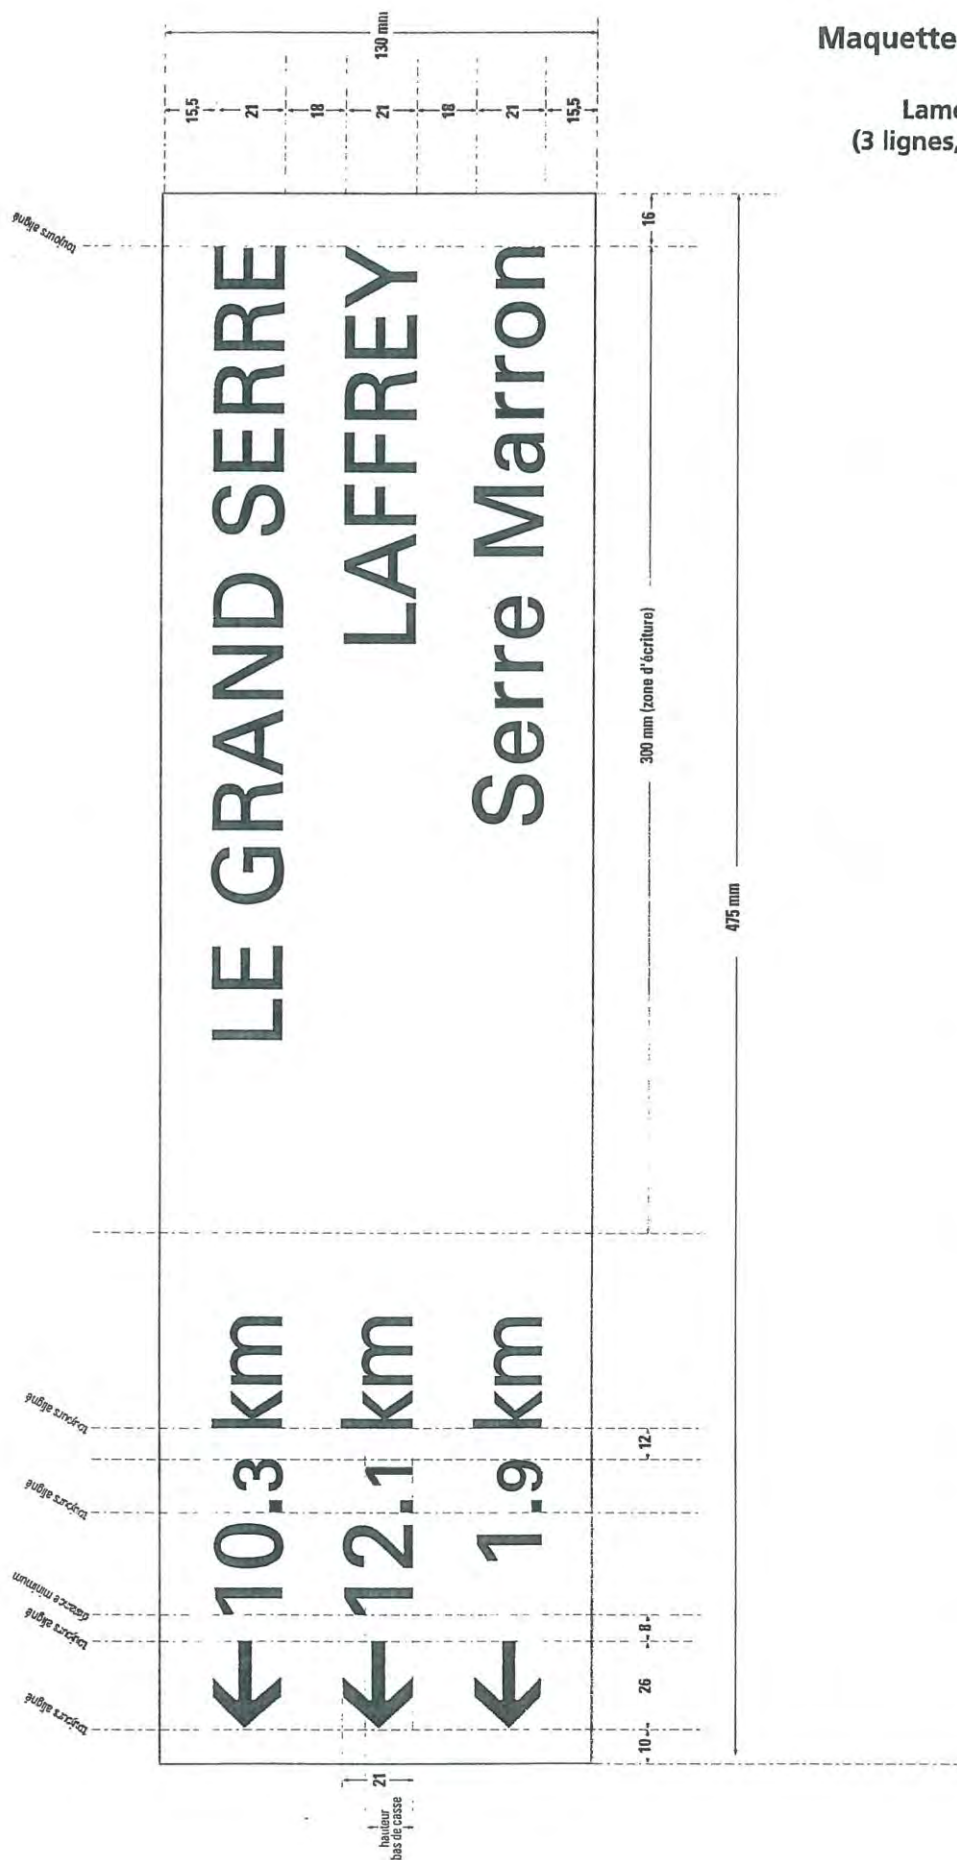 Maquette
Lame
(3 lignes,
130 mm
15,5
21
18
21
18
21
15,5
toujours aligné
toujours aligné
toujours aligné
distance minimum
toujours aligné
toujours aligné
← 10.3 km LE GRAND SERRE
← 12.1 km LAFFREY
← 1.9 km Serre Marron
21
hauteur
bas de casse
10
26
8
12
300 mm (zone d'écriture)
16
475 mm